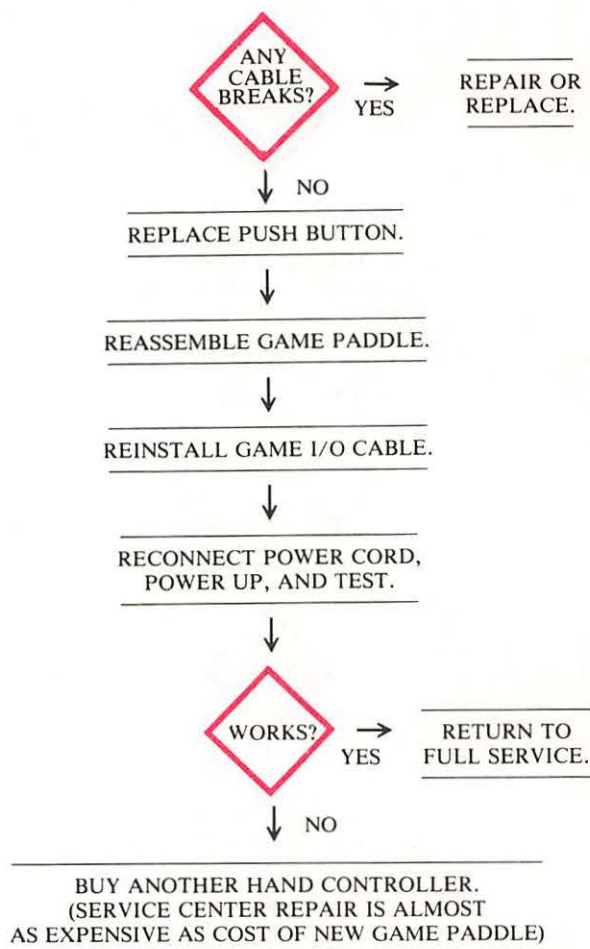 ANY
CABLE
BREAKS?
YES
REPAIR OR
REPLACE.
NO
REPLACE PUSH BUTTON.
REASSEMBLE GAME PADDLE.
REINSTALL GAME I/O CABLE.
RECONNECT POWER CORD,
POWER UP, AND TEST.
WORKS?
YES
RETURN TO
FULL SERVICE.
NO
BUY ANOTHER HAND CONTROLLER.
(SERVICE CENTER REPAIR IS ALMOST
AS EXPENSIVE AS COST OF NEW GAME PADDLE)